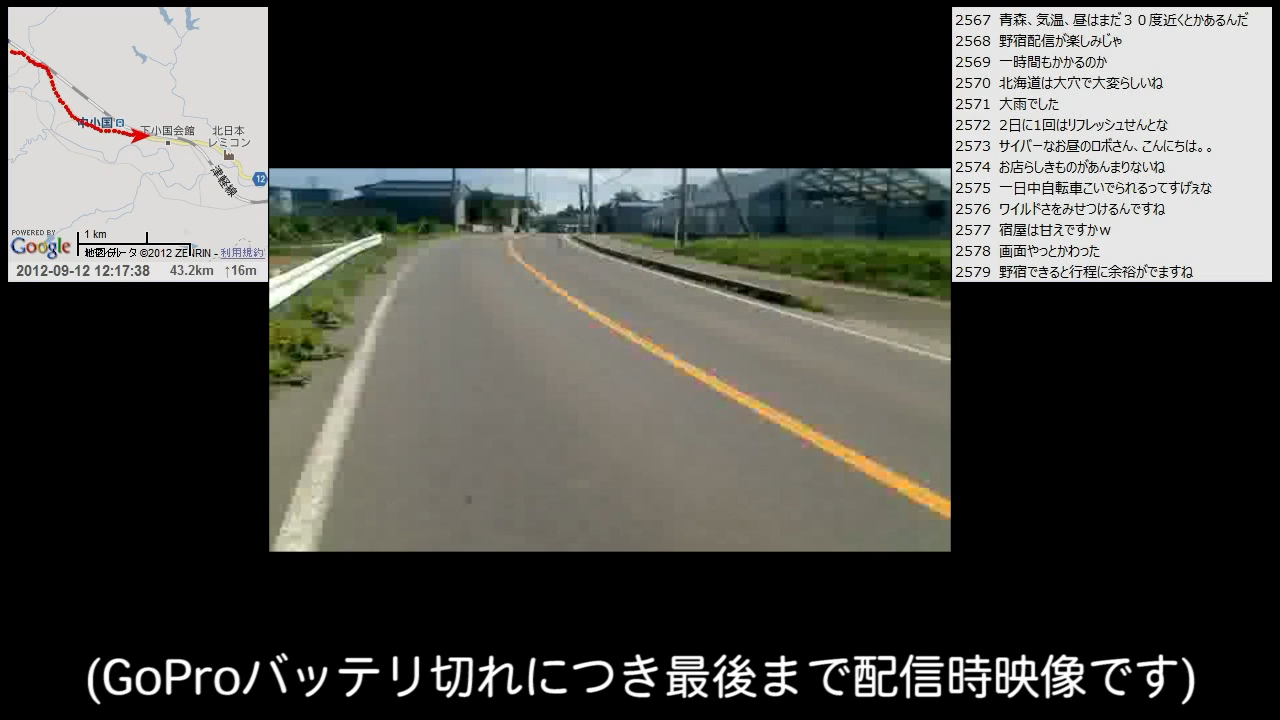 中小国
下小国会館
北日本
レミコン
津軽線
12
POWERED BY
Google
1 km
地図データ ©2012 ZENRIN - 利用規約
2012-09-12 12:17:38 43.2km ↑16m
2567 青森、気温、昼はまだ３０度近くとかあるんだ
2568 野宿配信が楽しみじゃ
2569 一時間もかかるのか
2570 北海道は大穴で大変らしいね
2571 大雨でした
2572 2日に1回はリフレッシュせんとな
2573 サイバーなお昼のロボさん、こんにちは。。
2574 お店らしきものがあんまりないね
2575 一日中自転車こいでられるってすげぇな
2576 ワイルドさをみせつけるんですね
2577 宿屋は甘えですかｗ
2578 画面やっとかわった
2579 野宿できると行程に余裕がでますね
(GoProバッテリ切れにつき最後まで配信時映像です)